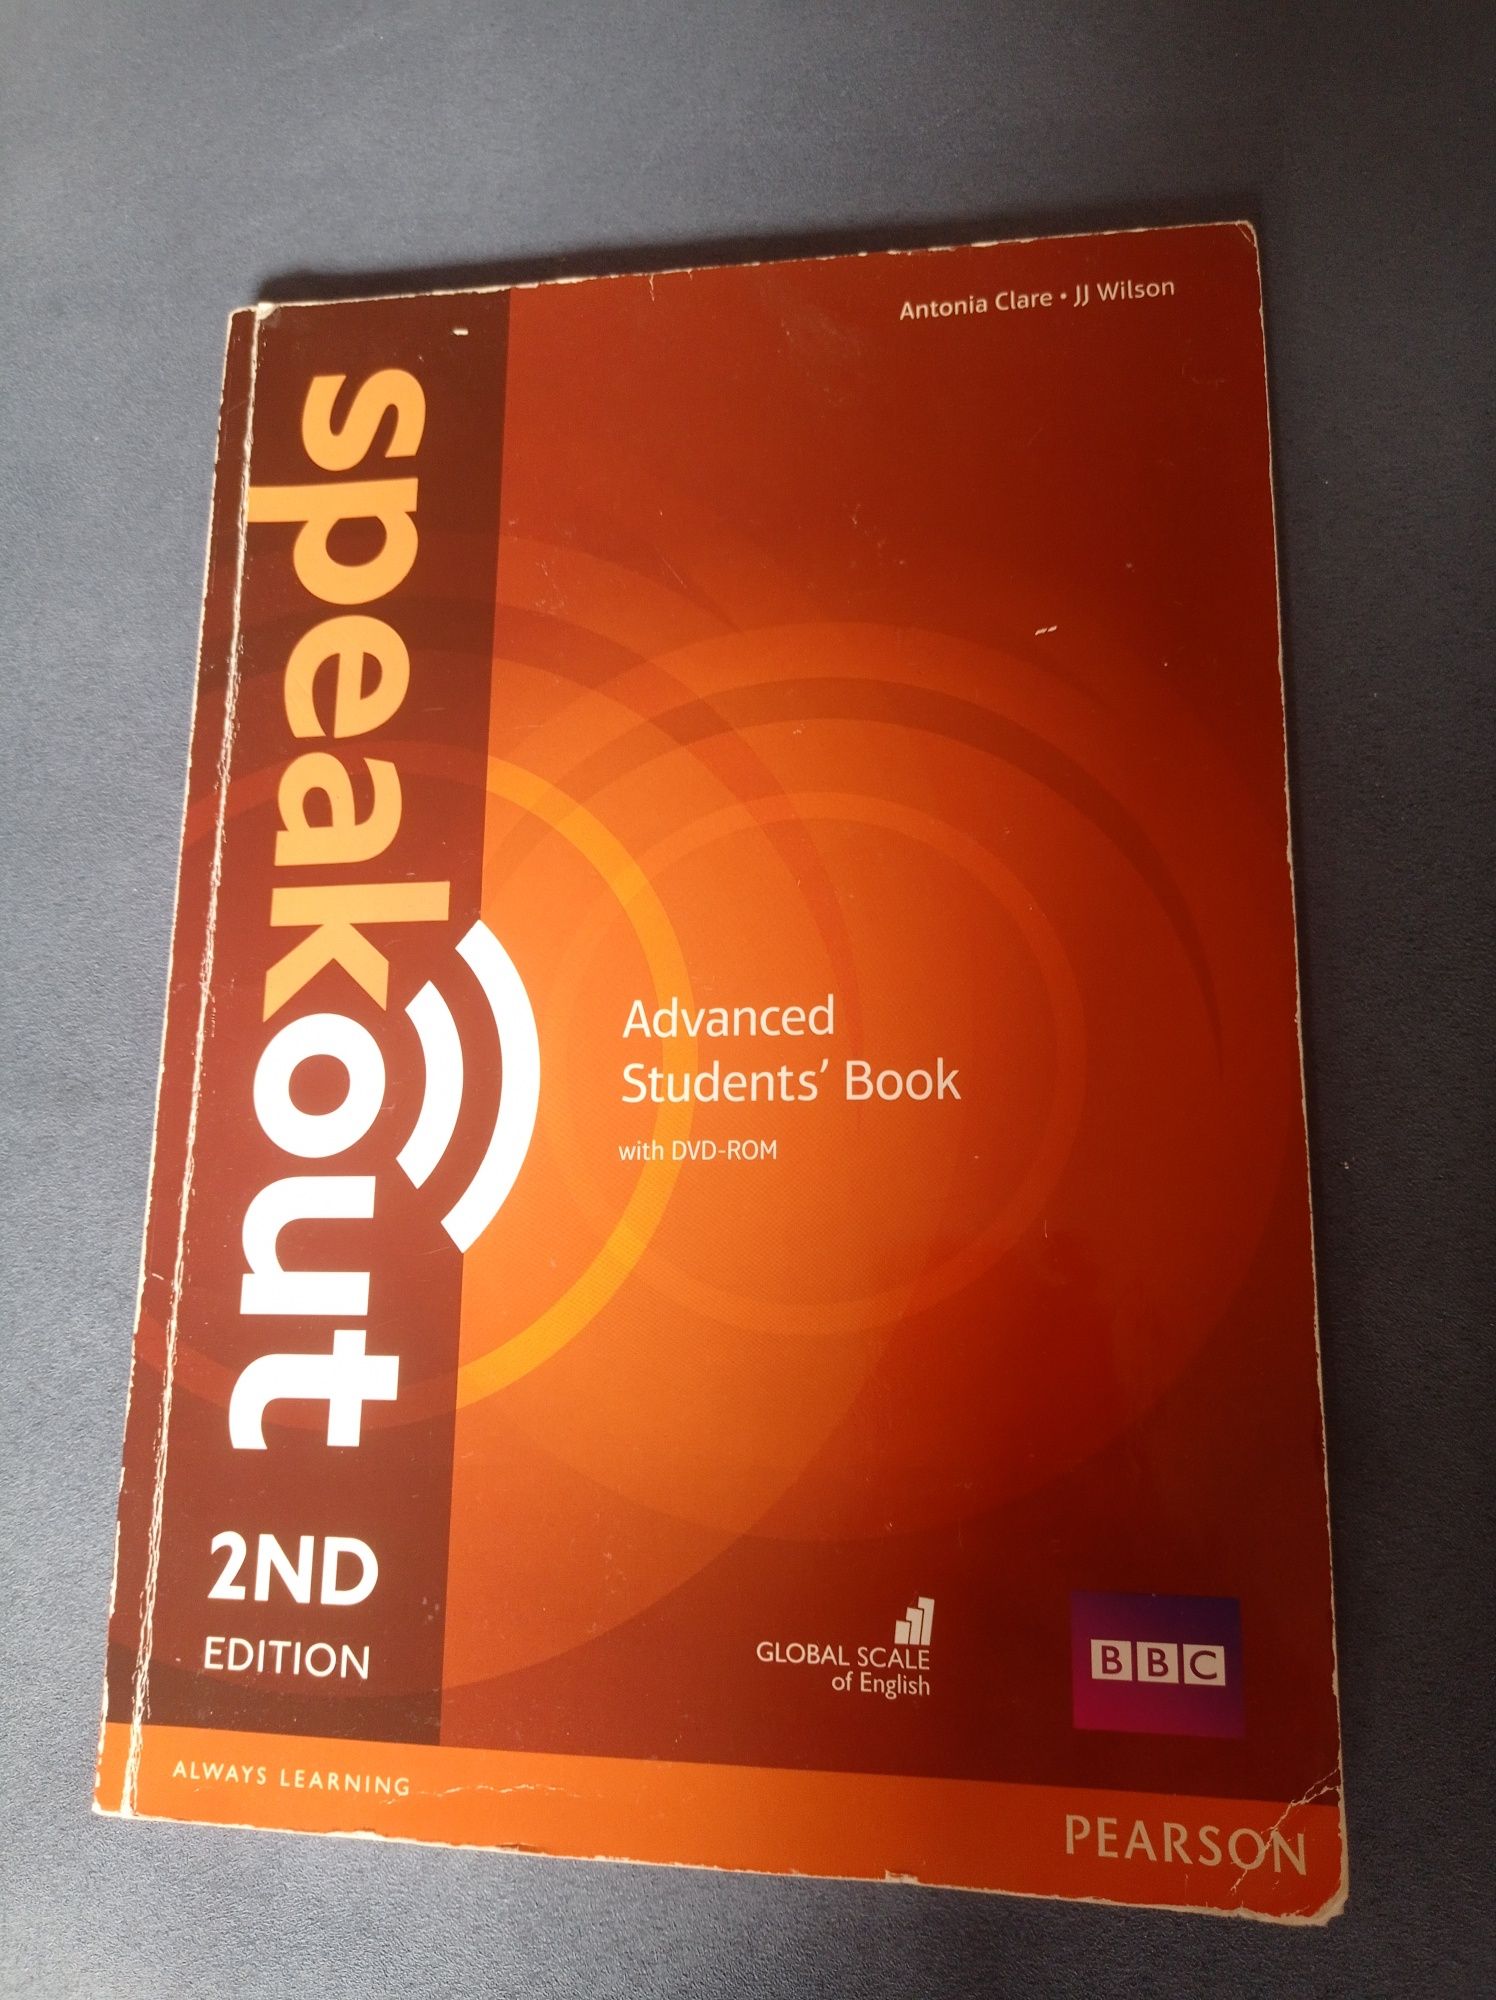 Antonia Clare • JJ Wilson
speakout
Advanced
Students' Book
with DVD-ROM
2ND
EDITION
GLOBAL SCALE
of English
BBC
ALWAYS LEARNING
PEARSON